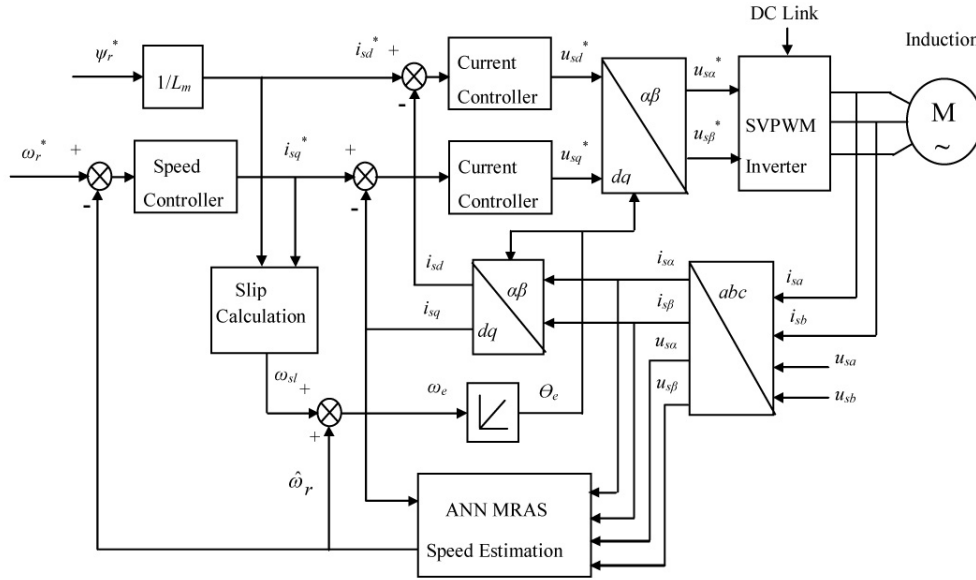 DC Link
Induction
ψr*
1/Lm
isd*
+
-
Current
Controller
usd*
αβ
dq
usα*
usβ*
SVPWM
Inverter
M
~
ωr*
+
-
Speed
Controller
isq*
+
-
Current
Controller
usq*
Slip
Calculation
isd
isq
αβ
dq
isα
isβ
usα
usβ
abc
isa
isb
usa
usb
ωsl
+
+
ωe
Θe
ω̂r
ANN MRAS
Speed Estimation